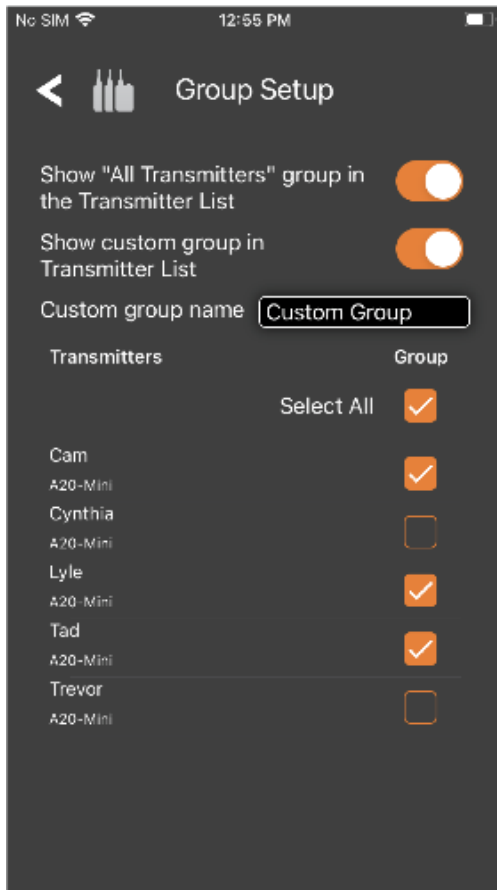 No SIM 12:55 PM
Group Setup
Show "All Transmitters" group in
the Transmitter List
Show custom group in
Transmitter List
Custom group name Custom Group
Transmitters Group
Select All
Cam
A20-Mini
Cynthia
A20-Mini
Lyle
A20-Mini
Tad
A20-Mini
Trevor
A20-Mini